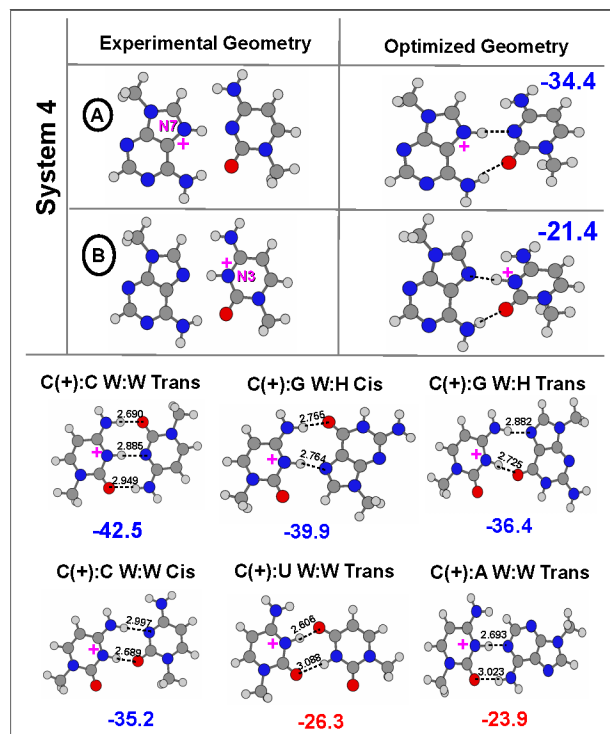 Experimental Geometry
Optimized Geometry
System 4
A
N7
+
-34.4
+
B
+
N3
-21.4
+
C(+):C W:W Trans
C(+):G W:H Cis
C(+):G W:H Trans
2.690
2.885
2.949
+
2.755
2.764
+
2.882
2.725
+
-42.5
-39.9
-36.4
C(+):C W:W Cis
C(+):U W:W Trans
C(+):A W:W Trans
2.997
2.689
+
2.606
3.088
+
2.693
3.023
+
-35.2
-26.3
-23.9